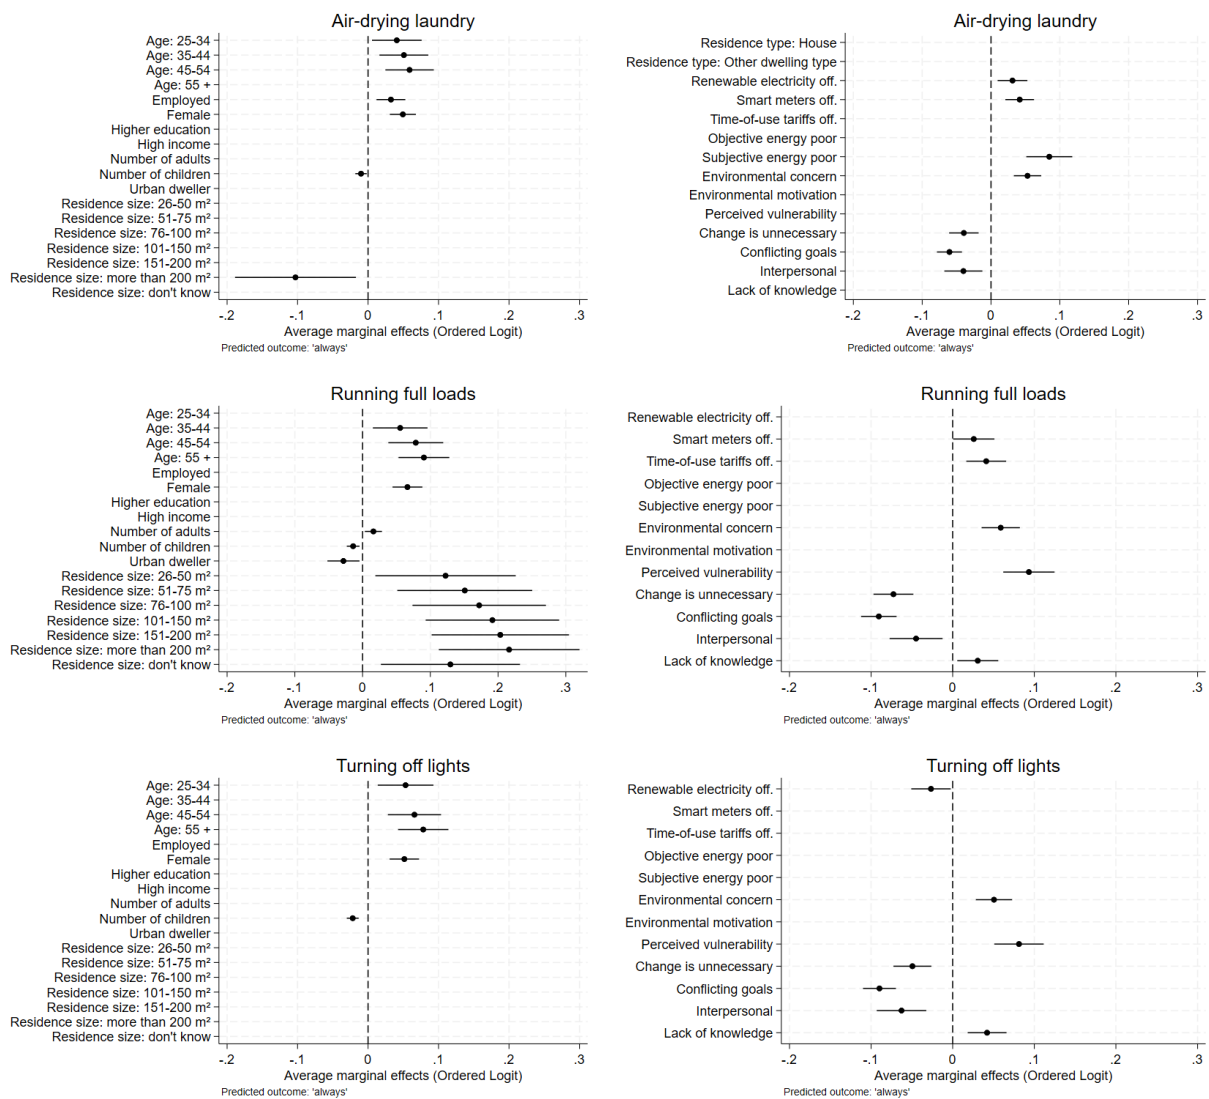 Air-drying laundry
Age: 25-34
Age: 35-44
Age: 45-54
Age: 55 +
Employed
Female
Higher education
High income
Number of adults
Number of children
Urban dweller
Residence size: 26-50 m²
Residence size: 51-75 m²
Residence size: 76-100 m²
Residence size: 101-150 m²
Residence size: 151-200 m²
Residence size: more than 200 m²
Residence size: don't know
-.2 -.1 0 .1 .2 .3
Average marginal effects (Ordered Logit)
Predicted outcome: 'always'
Air-drying laundry
Residence type: House
Residence type: Other dwelling type
Renewable electricity off.
Smart meters off.
Time-of-use tariffs off.
Objective energy poor
Subjective energy poor
Environmental concern
Environmental motivation
Perceived vulnerability
Change is unnecessary
Conflicting goals
Interpersonal
Lack of knowledge
-.2 -.1 0 .1 .2 .3
Average marginal effects (Ordered Logit)
Predicted outcome: 'always'
Running full loads
Age: 25-34
Age: 35-44
Age: 45-54
Age: 55 +
Employed
Female
Higher education
High income
Number of adults
Number of children
Urban dweller
Residence size: 26-50 m²
Residence size: 51-75 m²
Residence size: 76-100 m²
Residence size: 101-150 m²
Residence size: 151-200 m²
Residence size: more than 200 m²
Residence size: don't know
-.2 -.1 0 .1 .2 .3
Average marginal effects (Ordered Logit)
Predicted outcome: 'always'
Running full loads
Renewable electricity off.
Smart meters off.
Time-of-use tariffs off.
Objective energy poor
Subjective energy poor
Environmental concern
Environmental motivation
Perceived vulnerability
Change is unnecessary
Conflicting goals
Interpersonal
Lack of knowledge
-.2 -.1 0 .1 .2 .3
Average marginal effects (Ordered Logit)
Predicted outcome: 'always'
Turning off lights
Age: 25-34
Age: 35-44
Age: 45-54
Age: 55 +
Employed
Female
Higher education
High income
Number of adults
Number of children
Urban dweller
Residence size: 26-50 m²
Residence size: 51-75 m²
Residence size: 76-100 m²
Residence size: 101-150 m²
Residence size: 151-200 m²
Residence size: more than 200 m²
Residence size: don't know
-.2 -.1 0 .1 .2 .3
Average marginal effects (Ordered Logit)
Predicted outcome: 'always'
Turning off lights
Renewable electricity off.
Smart meters off.
Time-of-use tariffs off.
Objective energy poor
Subjective energy poor
Environmental concern
Environmental motivation
Perceived vulnerability
Change is unnecessary
Conflicting goals
Interpersonal
Lack of knowledge
-.2 -.1 0 .1 .2 .3
Average marginal effects (Ordered Logit)
Predicted outcome: 'always'